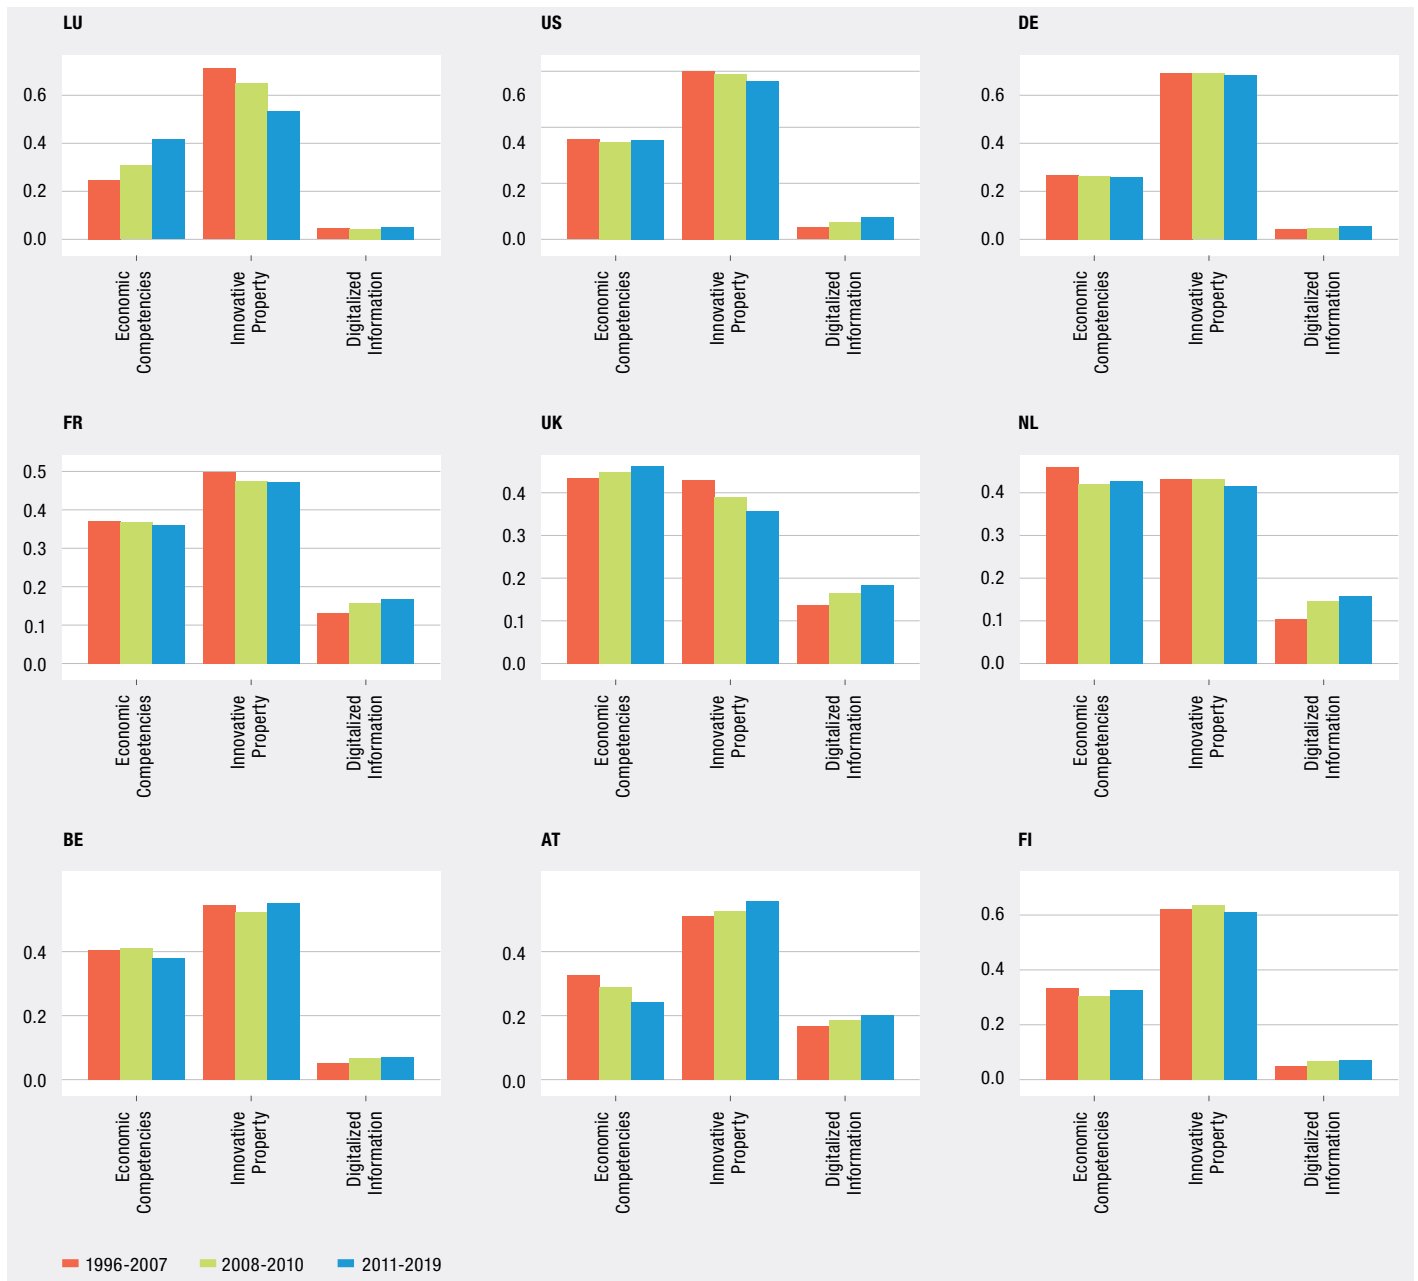 LU
US
DE
0.6
0.4
0.2
0.0
0.6
0.4
0.2
0.0
0.6
0.4
0.2
0.0
Economic
Competencies
Innovative
Property
Digitalized
Information
Economic
Competencies
Innovative
Property
Digitalized
Information
Economic
Competencies
Innovative
Property
Digitalized
Information
FR
UK
NL
0.5
0.4
0.3
0.2
0.1
0.0
0.4
0.3
0.2
0.1
0.0
0.4
0.3
0.2
0.1
0.0
Economic
Competencies
Innovative
Property
Digitalized
Information
Economic
Competencies
Innovative
Property
Digitalized
Information
Economic
Competencies
Innovative
Property
Digitalized
Information
BE
AT
FI
0.4
0.2
0.0
0.4
0.2
0.0
0.6
0.4
0.2
0.0
Economic
Competencies
Innovative
Property
Digitalized
Information
Economic
Competencies
Innovative
Property
Digitalized
Information
Economic
Competencies
Innovative
Property
Digitalized
Information
1996-2007
2008-2010
2011-2019